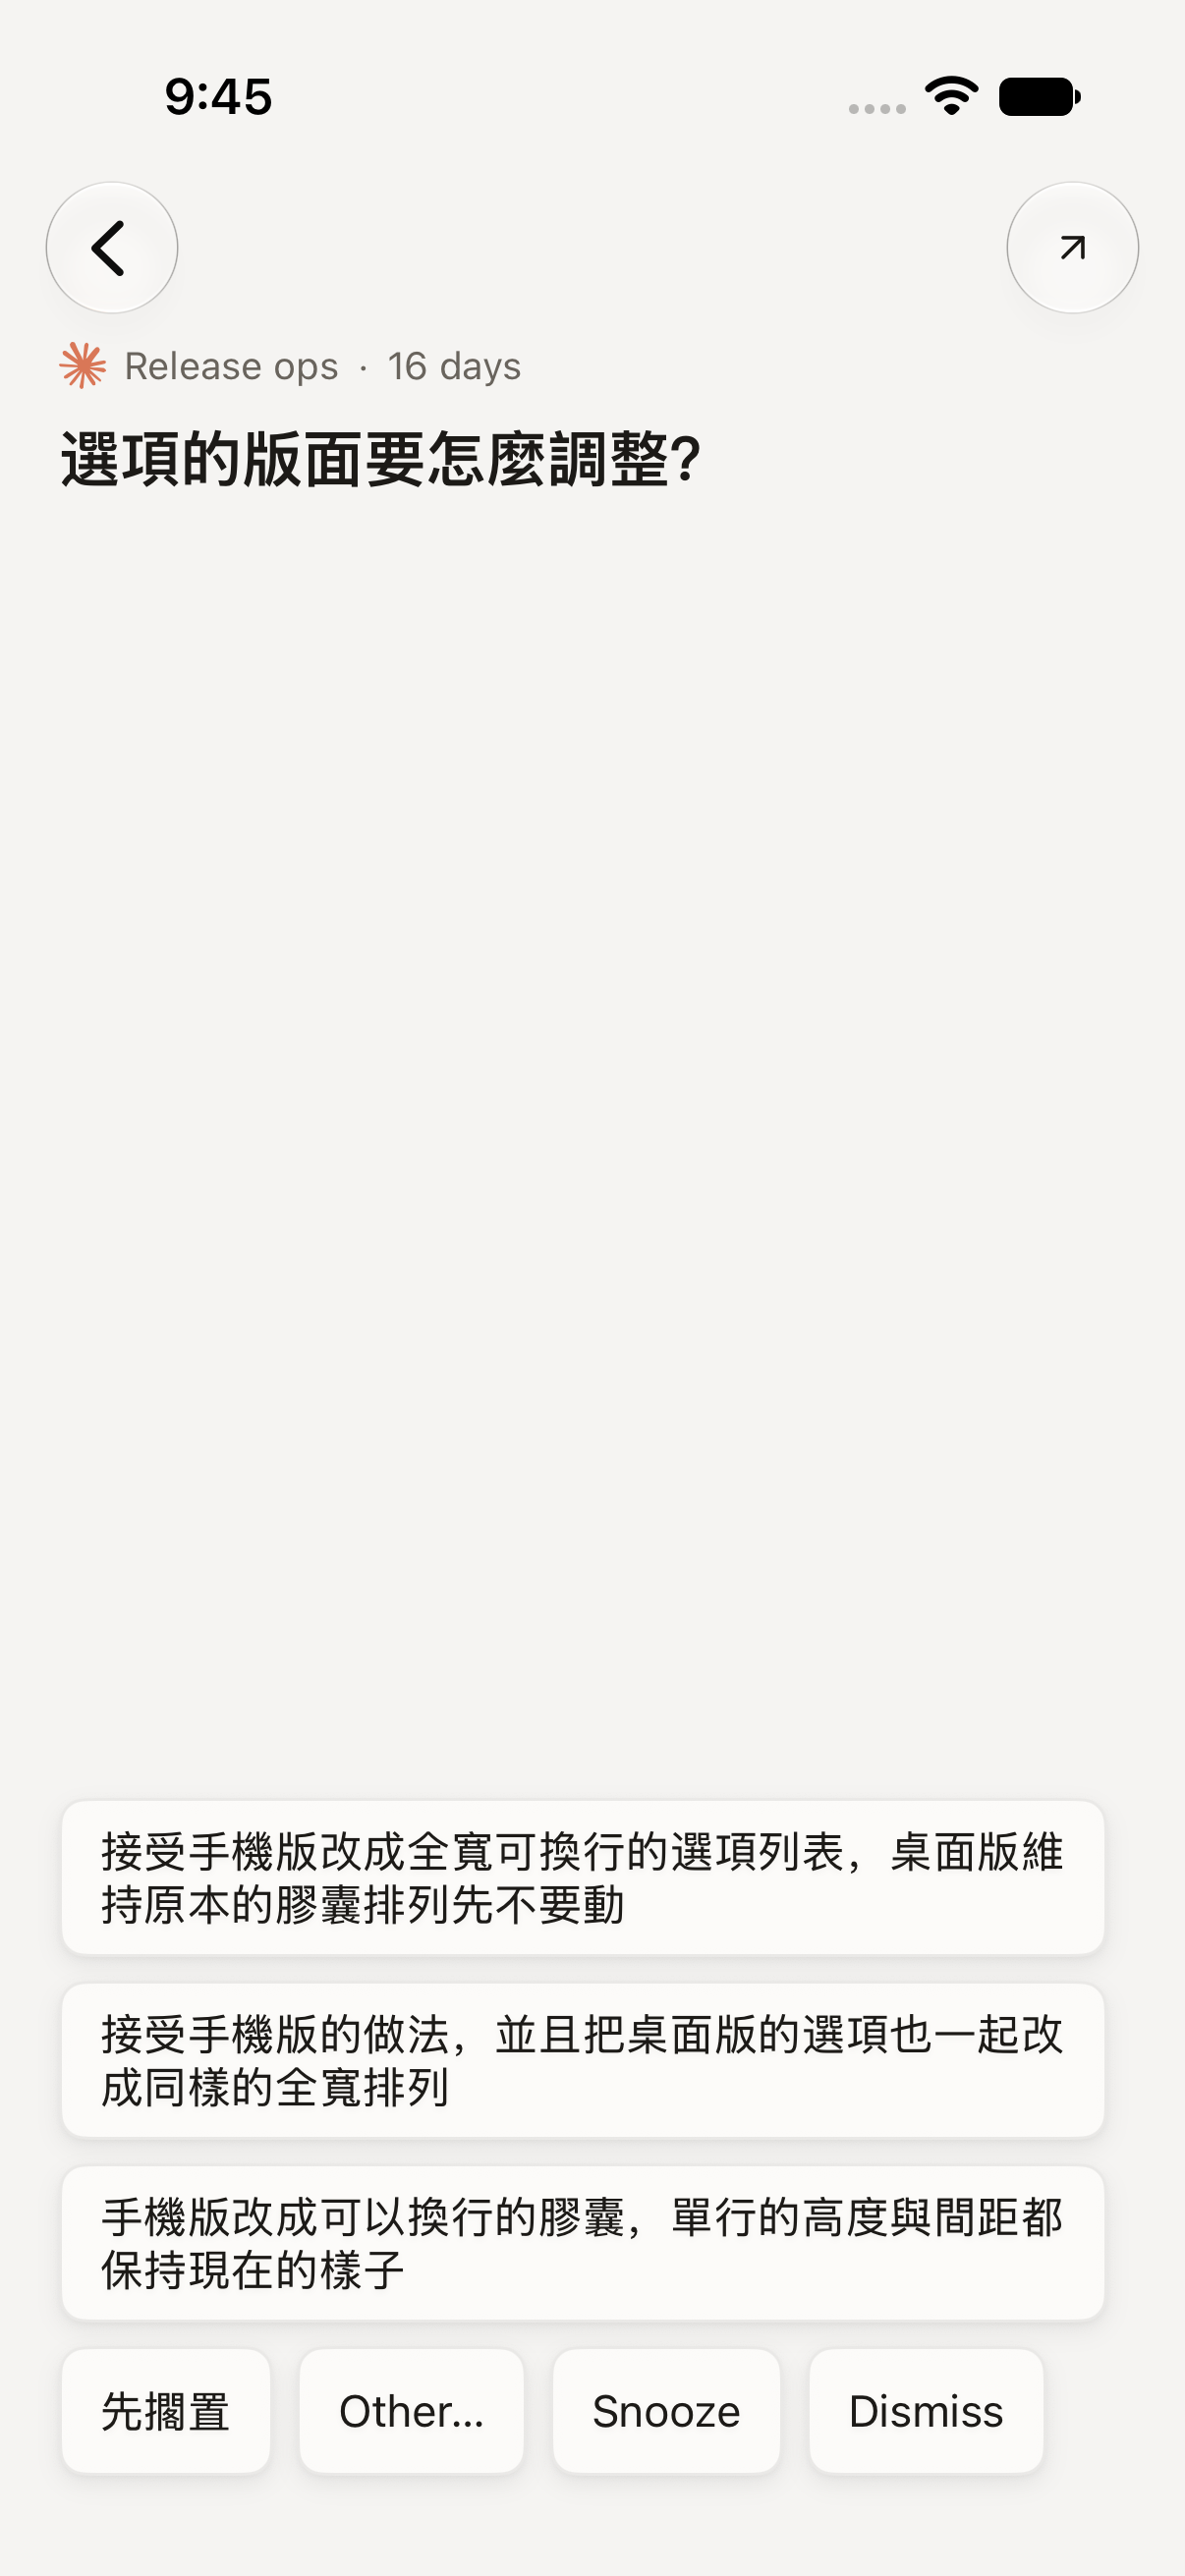 9:45
Release ops · 16 days
選項的版面要怎麼調整?
接受手機版改成全寬可換行的選項列表，桌面版維
持原本的膠囊排列先不要動
接受手機版的做法，並且把桌面版的選項也一起改
成同樣的全寬排列
手機版改成可以換行的膠囊，單行的高度與間距都
保持現在的樣子
先擱置
Other...
Snooze
Dismiss